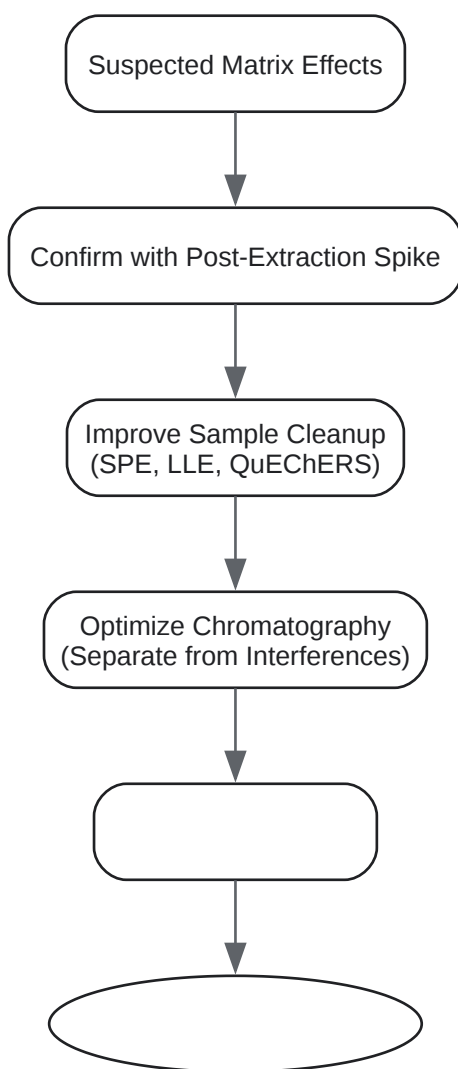 Suspected Matrix Effects
Confirm with Post-Extraction Spike
Improve Sample Cleanup
(SPE, LLE, QuEChERS)
Optimize Chromatography
(Separate from Interferences)